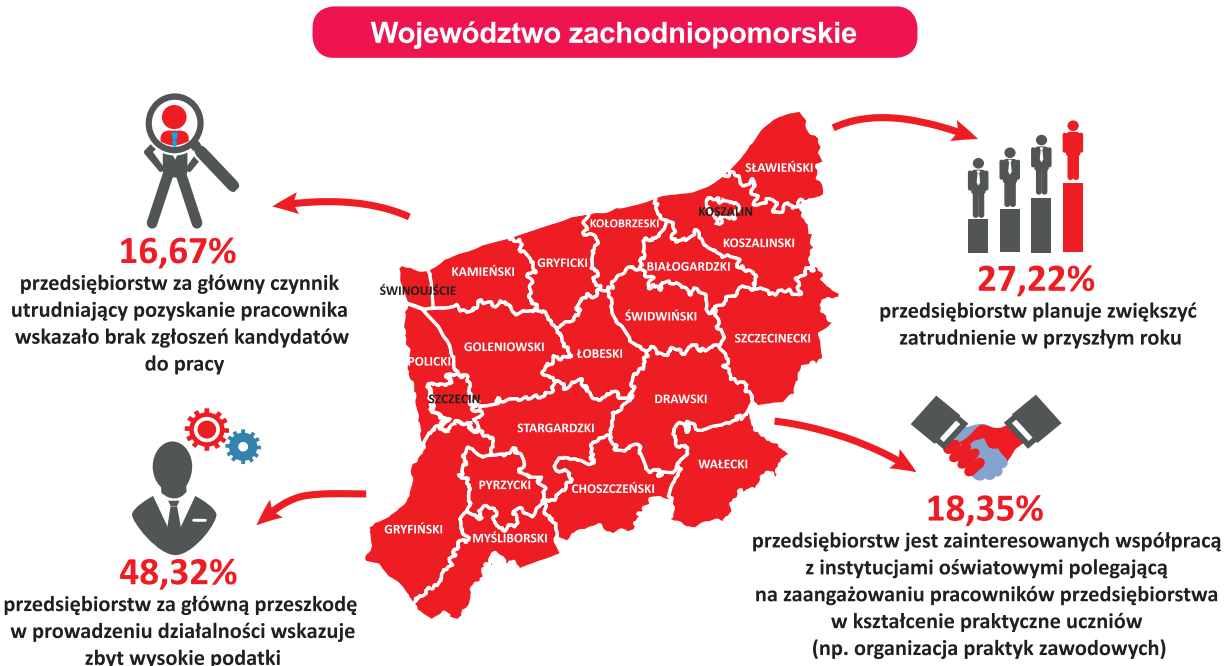 Województwo zachodniopomorskie
16,67%
przedsiębiorstw za główny czynnik
utrudniający pozyskanie pracownika
wskazało brak zgłoszeń kandydatów
do pracy
27,22%
przedsiębiorstw planuje zwiększyć
zatrudnienie w przyszłym roku
SŁAWIEŃSKI
KOSZALIN
KOŁOBRZESKI
KOSZALINSKI
GRYFICKI
BIAŁOGARDZKI
KAMIEŃSKI
ŚWINOUJŚCIE
ŚWIDWIŃSKI
SZCZECINECKI
GOLENIOWSKI
ŁOBESKI
POLICKI
SZCZECIN
DRAWSKI
STARGARDZKI
WAŁECKI
PYRZYCKI
CHOSZCZEŃSKI
GRYFIŃSKI
MYŚLIBORSKI
48,32%
przedsiębiorstw za główną przeszkodę
w prowadzeniu działalności wskazuje
zbyt wysokie podatki
18,35%
przedsiębiorstw jest zainteresowanych współpracą
z instytucjami oświatowymi polegającą
na zaangażowaniu pracowników przedsiębiorstwa
w kształcenie praktyczne uczniów
(np. organizacja praktyk zawodowych)